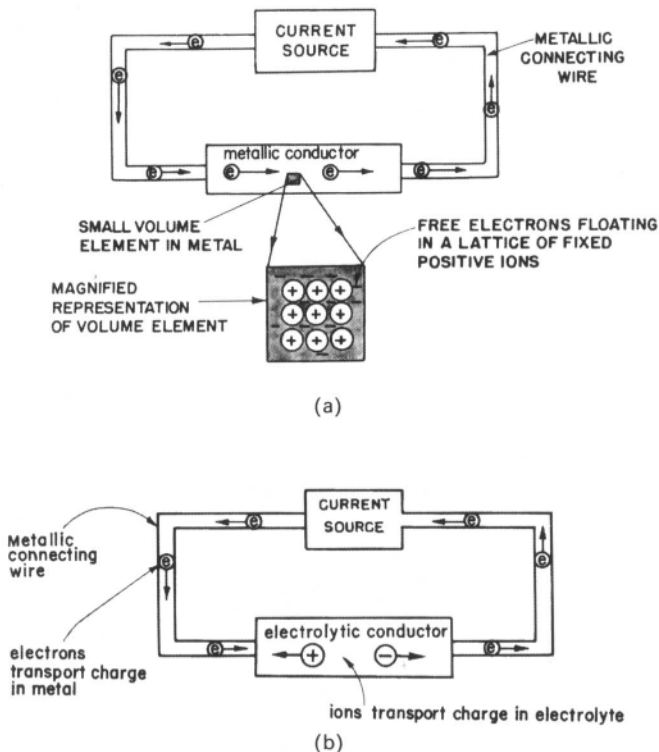 CURRENT
SOURCE
METALLIC
CONNECTING
WIRE
e
e
e
e
e
e
metallic conductor
e
e
SMALL VOLUME
ELEMENT IN METAL
FREE ELECTRONS FLOATING
IN A LATTICE OF FIXED
POSITIVE IONS
MAGNIFIED
REPRESENTATION
OF VOLUME ELEMENT
+ + +
+ + +
+ + +
(a)
CURRENT
SOURCE
Metallic
connecting
wire
e
e
e
e
electrons
transport charge
in metal
electrolytic conductor
e
+ −
e
ions transport charge in electrolyte
(b)